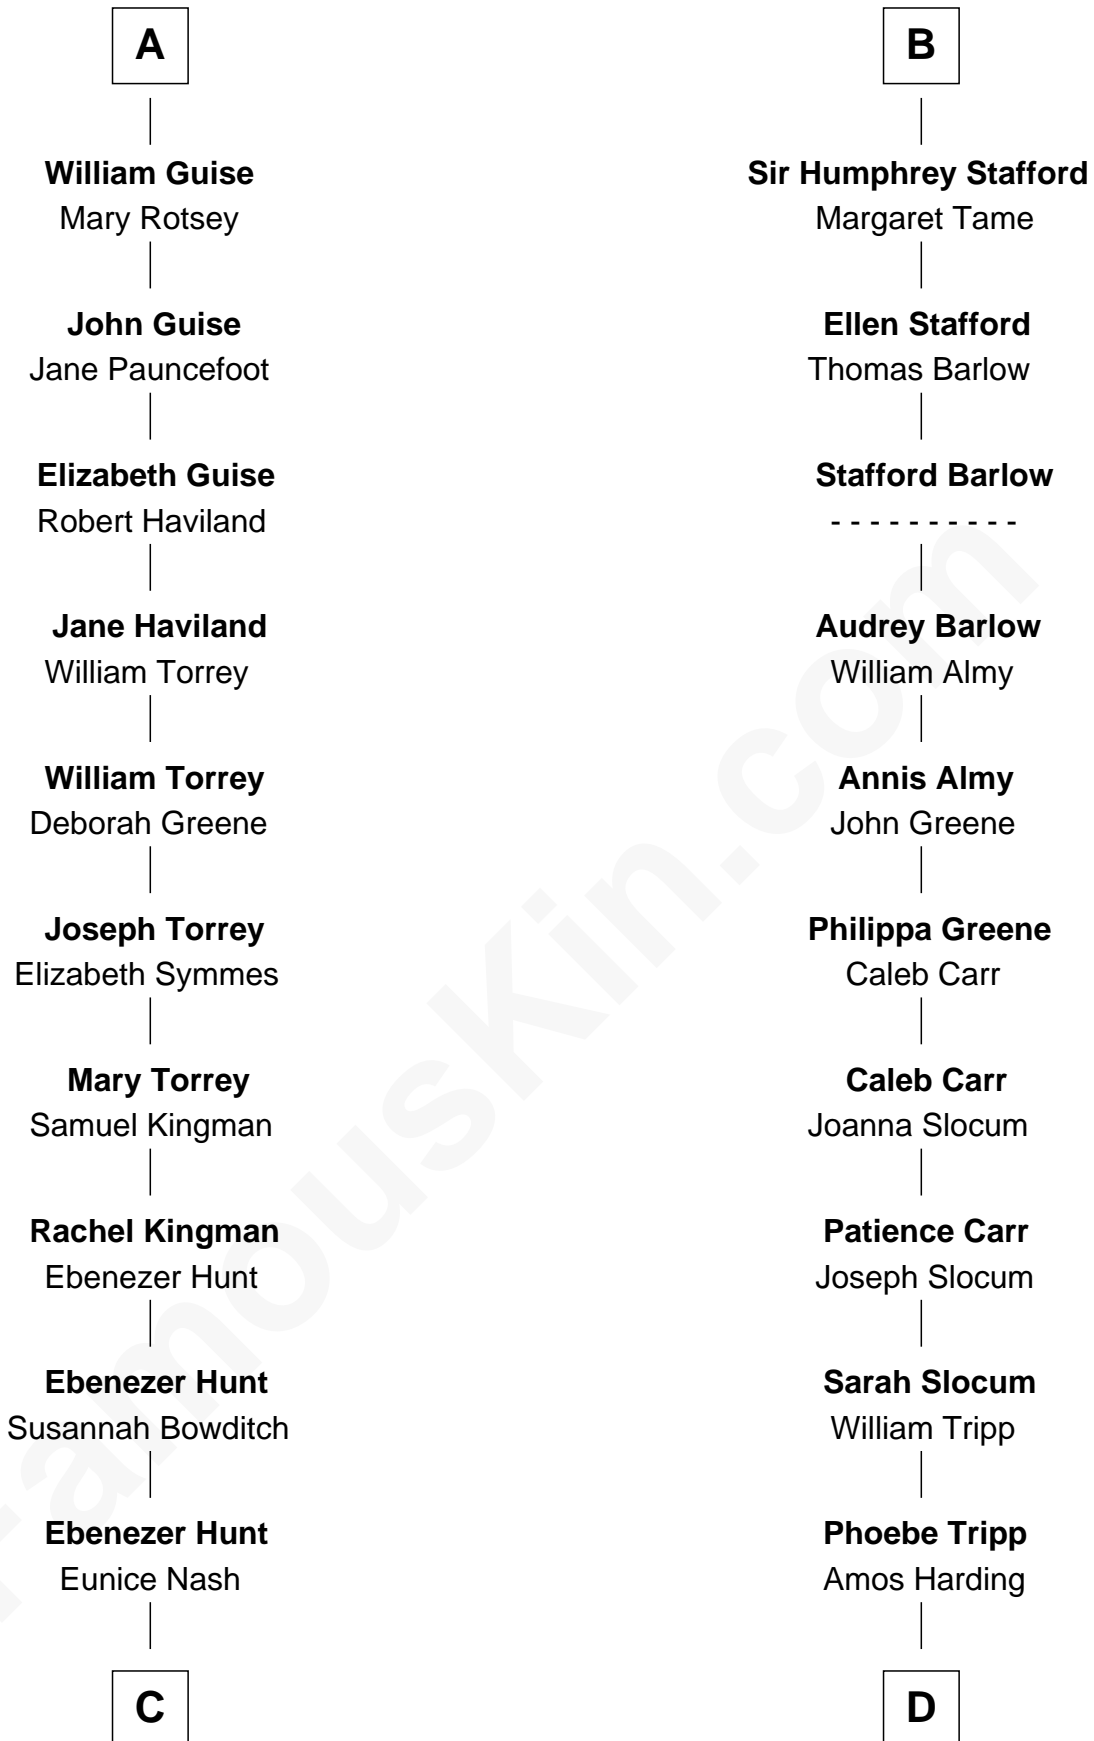 A
William Guise
Mary Rotsey
John Guise
Jane Pauncefoot
Elizabeth Guise
Robert Haviland
Jane Haviland
William Torrey
William Torrey
Deborah Greene
Joseph Torrey
Elizabeth Symmes
Mary Torrey
Samuel Kingman
Rachel Kingman
Ebenezer Hunt
Ebenezer Hunt
Susannah Bowditch
Ebenezer Hunt
Eunice Nash
C
B
Sir Humphrey Stafford
Margaret Tame
Ellen Stafford
Thomas Barlow
Stafford Barlow
- - - - - - - - - -
Audrey Barlow
William Almy
Annis Almy
John Greene
Philippa Greene
Caleb Carr
Caleb Carr
Joanna Slocum
Patience Carr
Joseph Slocum
Sarah Slocum
William Tripp
Phoebe Tripp
Amos Harding
D
FamousKin.com